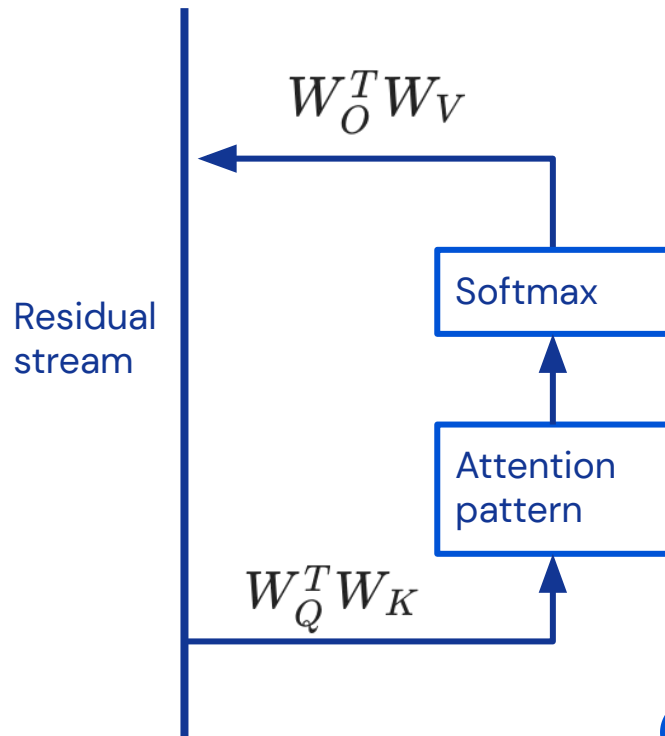 W_O^T W_V
Softmax
Residual
stream
Attention
pattern
W_Q^T W_K